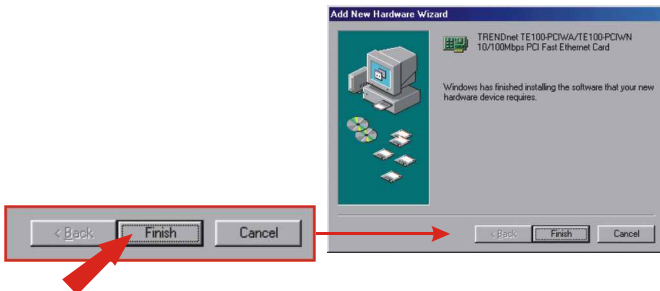 Add New Hardware Wizard
TRENDnet TE100-PCIWA/TE100-PCIWN
10/100Mbps PCI Fast Ethernet Card
Windows has finished installing the software that your new
hardware device requires.
< Back Finish Cancel
< Back Finish Cancel